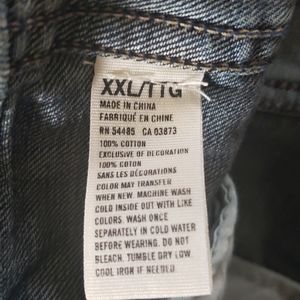 XXL/TTG
MADE IN CHINA
FABRIQUÉ EN CHINE
RN 54485 CA 03873
100% COTTON
EXCLUSIVE OF DECORATION
100% COTON
SANS LES DÉCORATIONS
COLOR MAY TRANSFER
WHEN NEW. MACHINE WASH
COLD INSIDE OUT WITH LIKE
COLORS. WASH ONCE
SEPARATELY IN COLD WATER
BEFORE WEARING. DO NOT
BLEACH. TUMBLE DRY LOW.
COOL IRON IF NEEDED.